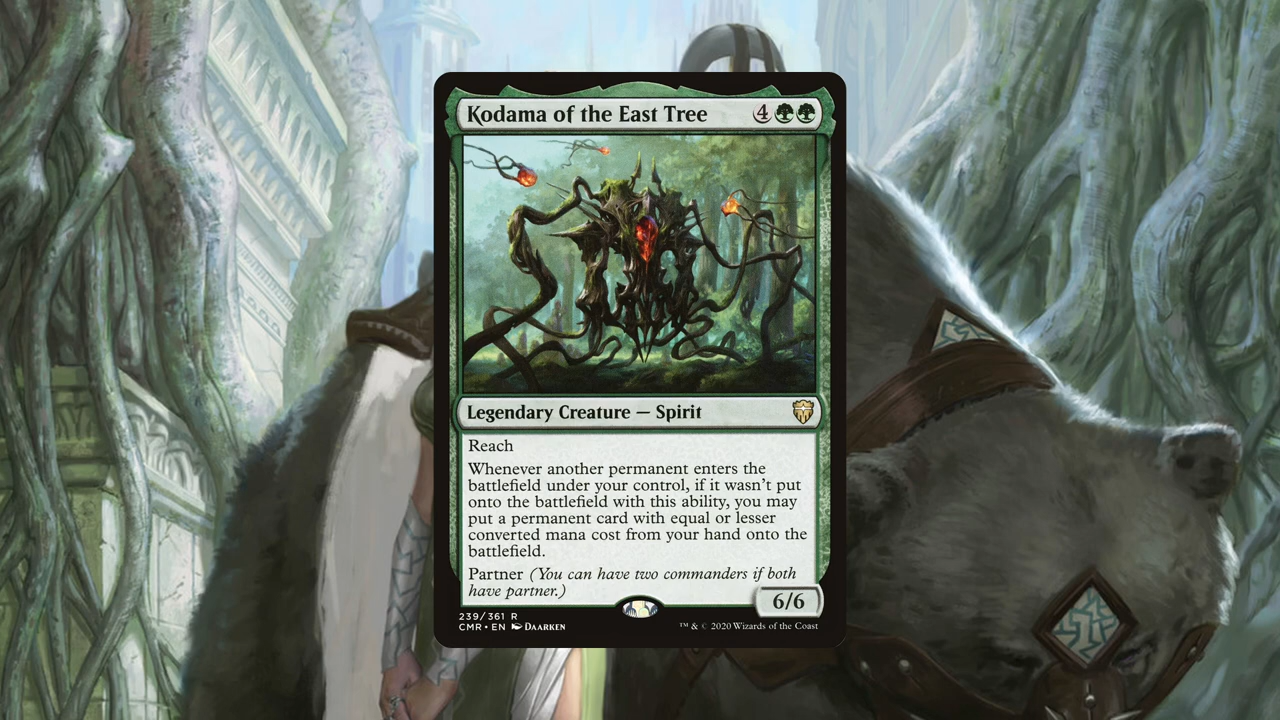 Kodama of the East Tree 4
Legendary Creature — Spirit
Reach
Whenever another permanent enters the
battlefield under your control, if it wasn't put
onto the battlefield with this ability, you may
put a permanent card with equal or lesser
converted mana cost from your hand onto the
battlefield.
Partner (You can have two commanders if both
have partner.)
6/6
239/361 R
CMR • EN DAARKEN
™ & © 2020 Wizards of the Coast